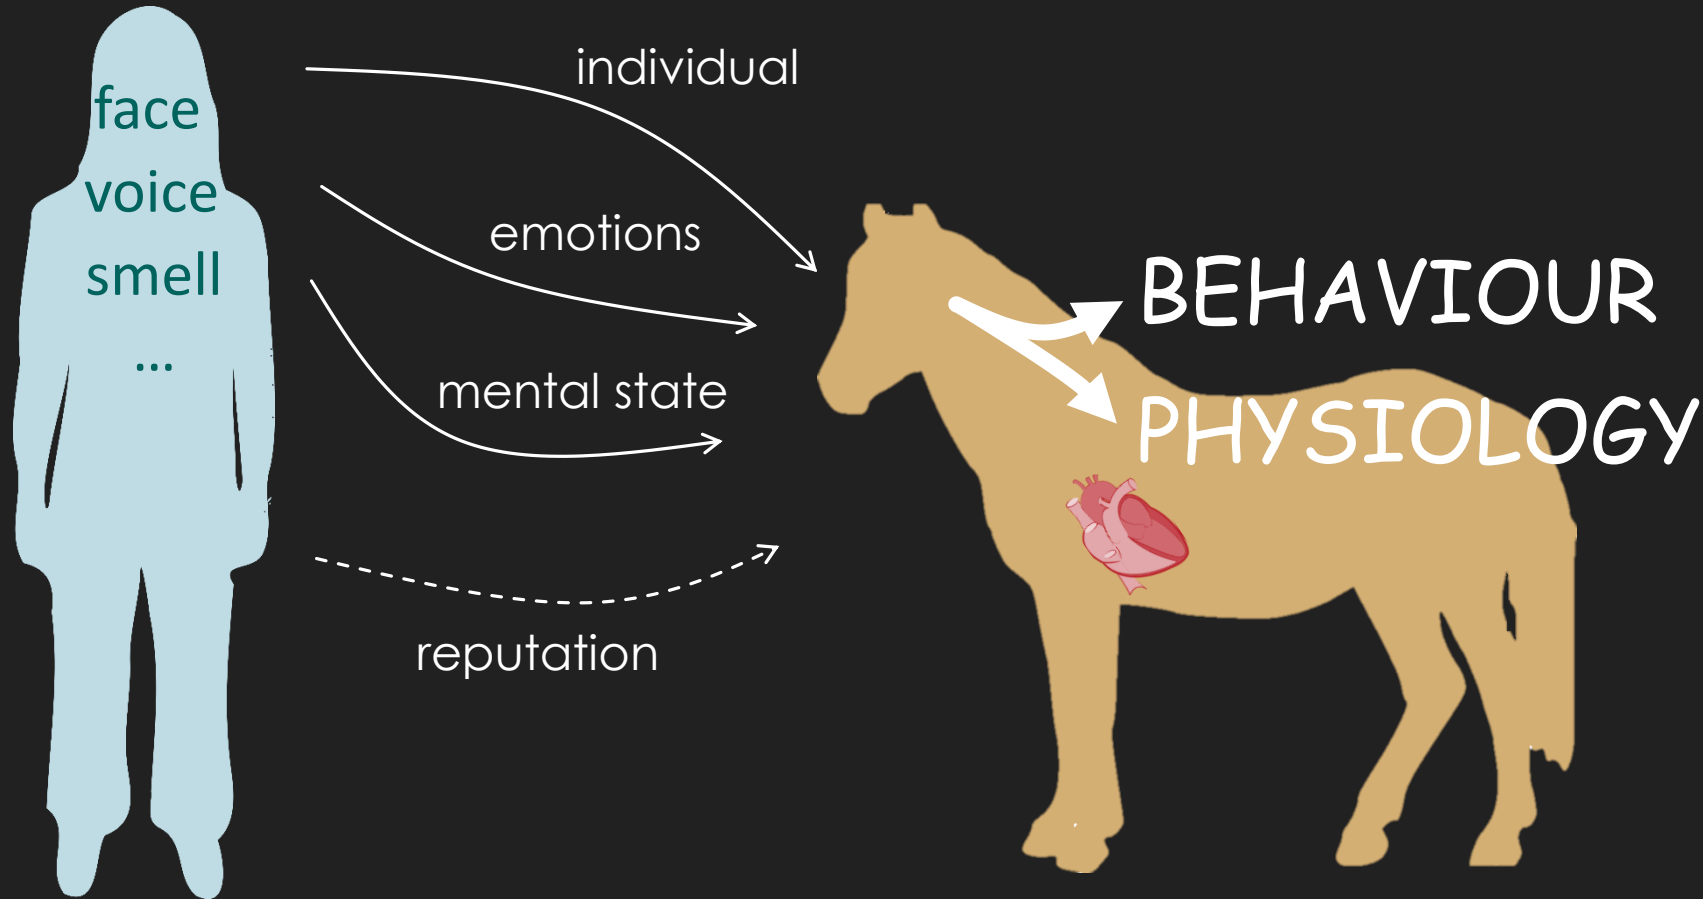 face
voice
smell
...
individual
emotions
mental state
reputation
BEHAVIOUR
PHYSIOLOGY